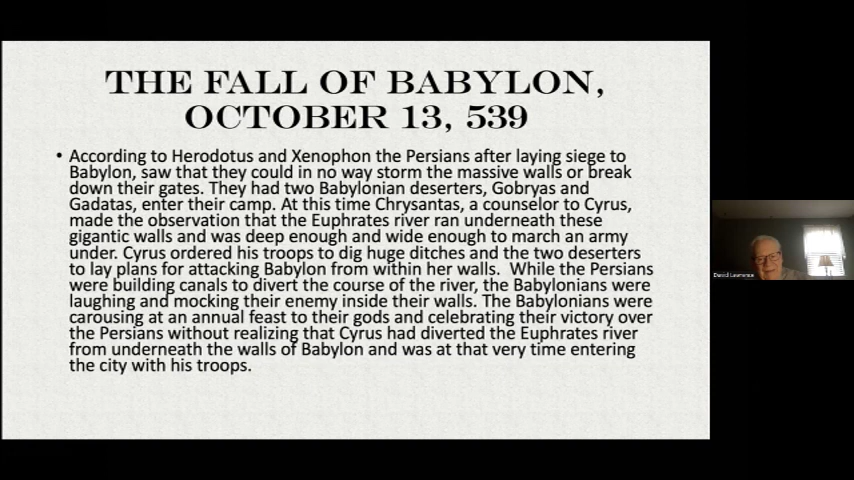 THE FALL OF BABYLON,
OCTOBER 13, 539
• According to Herodotus and Xenophon the Persians after laying siege to
Babylon, saw that they could in no way storm the massive walls or break
down their gates. They had two Babylonian deserters, Gobryas and
Gadatas, enter their camp. At this time Chrysantas, a counselor to Cyrus,
made the observation that the Euphrates river ran underneath these
gigantic walls and was deep enough and wide enough to march an army
under. Cyrus ordered his troops to dig huge ditches and the two deserters
to lay plans for attacking Babylon from within her walls. While the Persians
were building canals to divert the course of the river, the Babylonians were
laughing and mocking their enemy inside their walls. The Babylonians were
carousing at an annual feast to their gods and celebrating their victory over
the Persians without realizing that Cyrus had diverted the Euphrates river
from underneath the walls of Babylon and was at that very time entering
the city with his troops.
David Lawrence